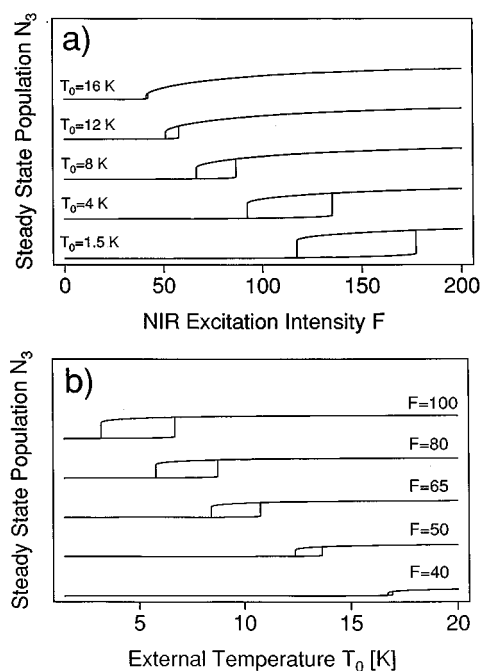 a)
Steady State Population N₃
T₀=16 K
T₀=12 K
T₀=8 K
T₀=4 K
T₀=1.5 K
0 50 100 150 200
NIR Excitation Intensity F
b)
Steady State Population N₃
F=100
F=80
F=65
F=50
F=40
5 10 15 20
External Temperature T₀ [K]